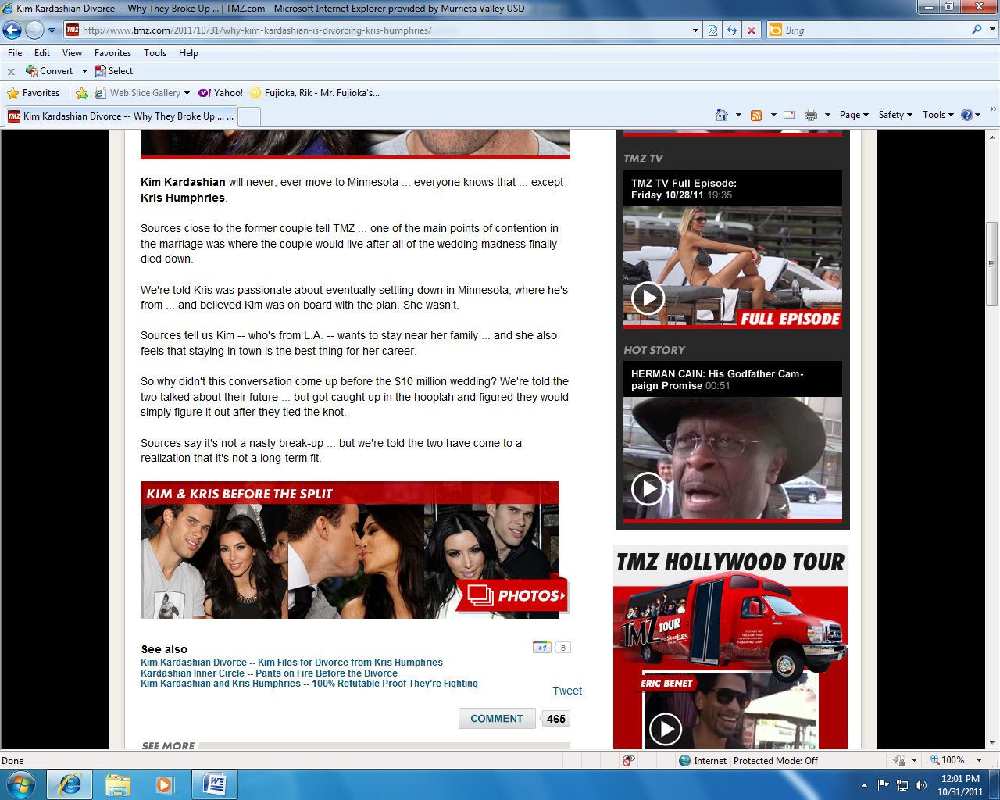 Kim Kardashian Divorce -- Why They Broke Up ... | TMZ.com - Microsoft Internet Explorer provided by Murrieta Valley USD
TMZ
http://www.tmz.com/2011/10/31/why-kim-kardashian-is-divorcing-kris-humphries/
Bing
File Edit View Favorites Tools Help
x Convert Select
Favorites Web Slice Gallery Yahoo! Fujioka, Rik - Mr. Fujioka's...
TMZ Kim Kardashian Divorce -- Why They Broke Up ... ...
Page Safety Tools
Kim Kardashian will never, ever move to Minnesota ... everyone knows that ... except
Kris Humphries.
Sources close to the former couple tell TMZ ... one of the main points of contention in
the marriage was where the couple would live after all of the wedding madness finally
died down.
We're told Kris was passionate about eventually settling down in Minnesota, where he's
from ... and believed Kim was on board with the plan. She wasn't.
Sources tell us Kim -- who's from L.A. -- wants to stay near her family ... and she also
feels that staying in town is the best thing for her career.
So why didn't this conversation come up before the $10 million wedding? We're told the
two talked about their future ... but got caught up in the hooplah and figured they would
simply figure it out after they tied the knot.
Sources say it's not a nasty break-up ... but we're told the two have come to a
realization that it's not a long-term fit.
KIM & KRIS BEFORE THE SPLIT
PHOTOS
See also
+1 6
Kim Kardashian Divorce -- Kim Files for Divorce from Kris Humphries
Kardashian Inner Circle -- Pants on Fire Before the Divorce
Kim Kardashian and Kris Humphries -- 100% Refutable Proof They're Fighting
Tweet
COMMENT 465
SEE MORE
TMZ TV
TMZ TV Full Episode:
Friday 10/28/11 19:35
FULL EPISODE
HOT STORY
HERMAN CAIN: His Godfather Cam-
paign Promise 00:51
TMZ HOLLYWOOD TOUR
TMZ TOUR
Starline
ERIC BENET
Done
Internet | Protected Mode: Off
100%
12:01 PM
10/31/2011